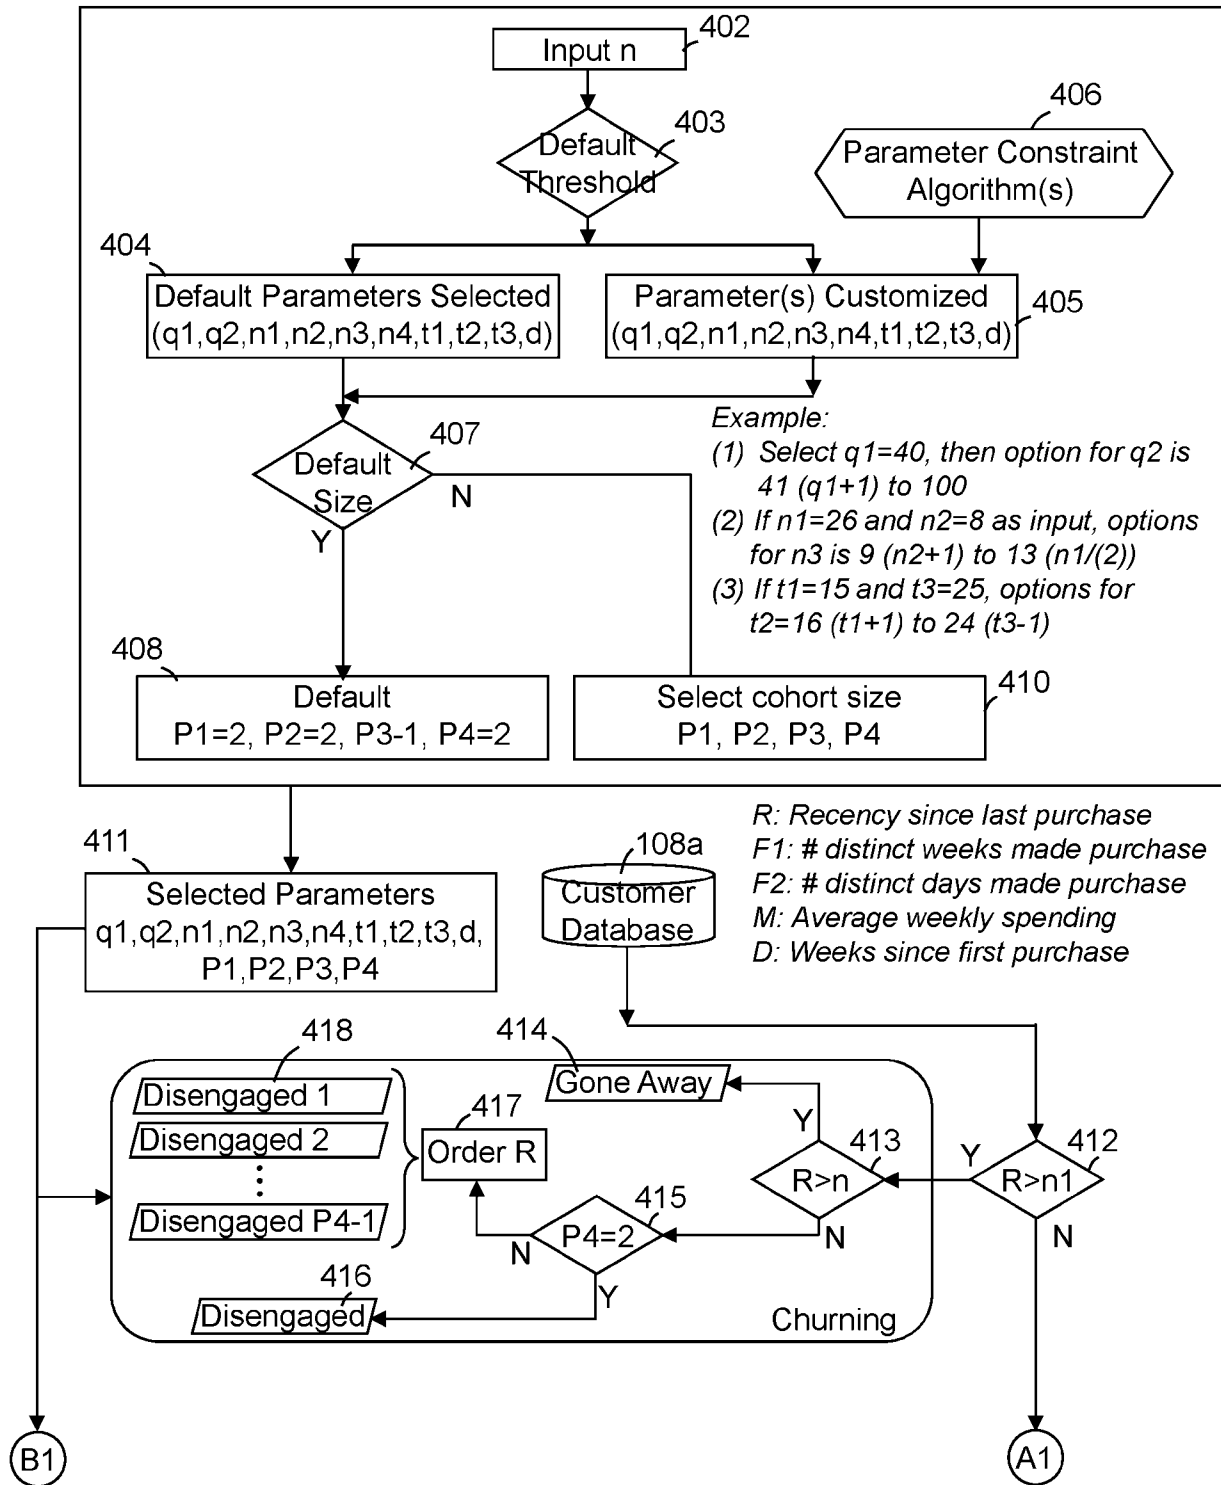 402
Input n
403
Default
Threshold
406
Parameter Constraint
Algorithm(s)
404
Default Parameters Selected
(q1,q2,n1,n2,n3,n4,t1,t2,t3,d)
Parameter(s) Customized
(q1,q2,n1,n2,n3,n4,t1,t2,t3,d)
405
407
Default
Size
N
Y
Example:
(1) Select q1=40, then option for q2 is
41 (q1+1) to 100
(2) If n1=26 and n2=8 as input, options
for n3 is 9 (n2+1) to 13 (n1/(2))
(3) If t1=15 and t3=25, options for
t2=16 (t1+1) to 24 (t3-1)
408
Default
P1=2, P2=2, P3-1, P4=2
Select cohort size
P1, P2, P3, P4
410
411
Selected Parameters
q1,q2,n1,n2,n3,n4,t1,t2,t3,d,
P1,P2,P3,P4
108a
Customer
Database
R: Recency since last purchase
F1: # distinct weeks made purchase
F2: # distinct days made purchase
M: Average weekly spending
D: Weeks since first purchase
418
Disengaged 1
Disengaged 2
Disengaged P4-1
417
Order R
414
Gone Away
Y
413
R>n
N
Y
412
R>n1
N
415
P4=2
N
Y
416
Disengaged
Churning
B1
A1